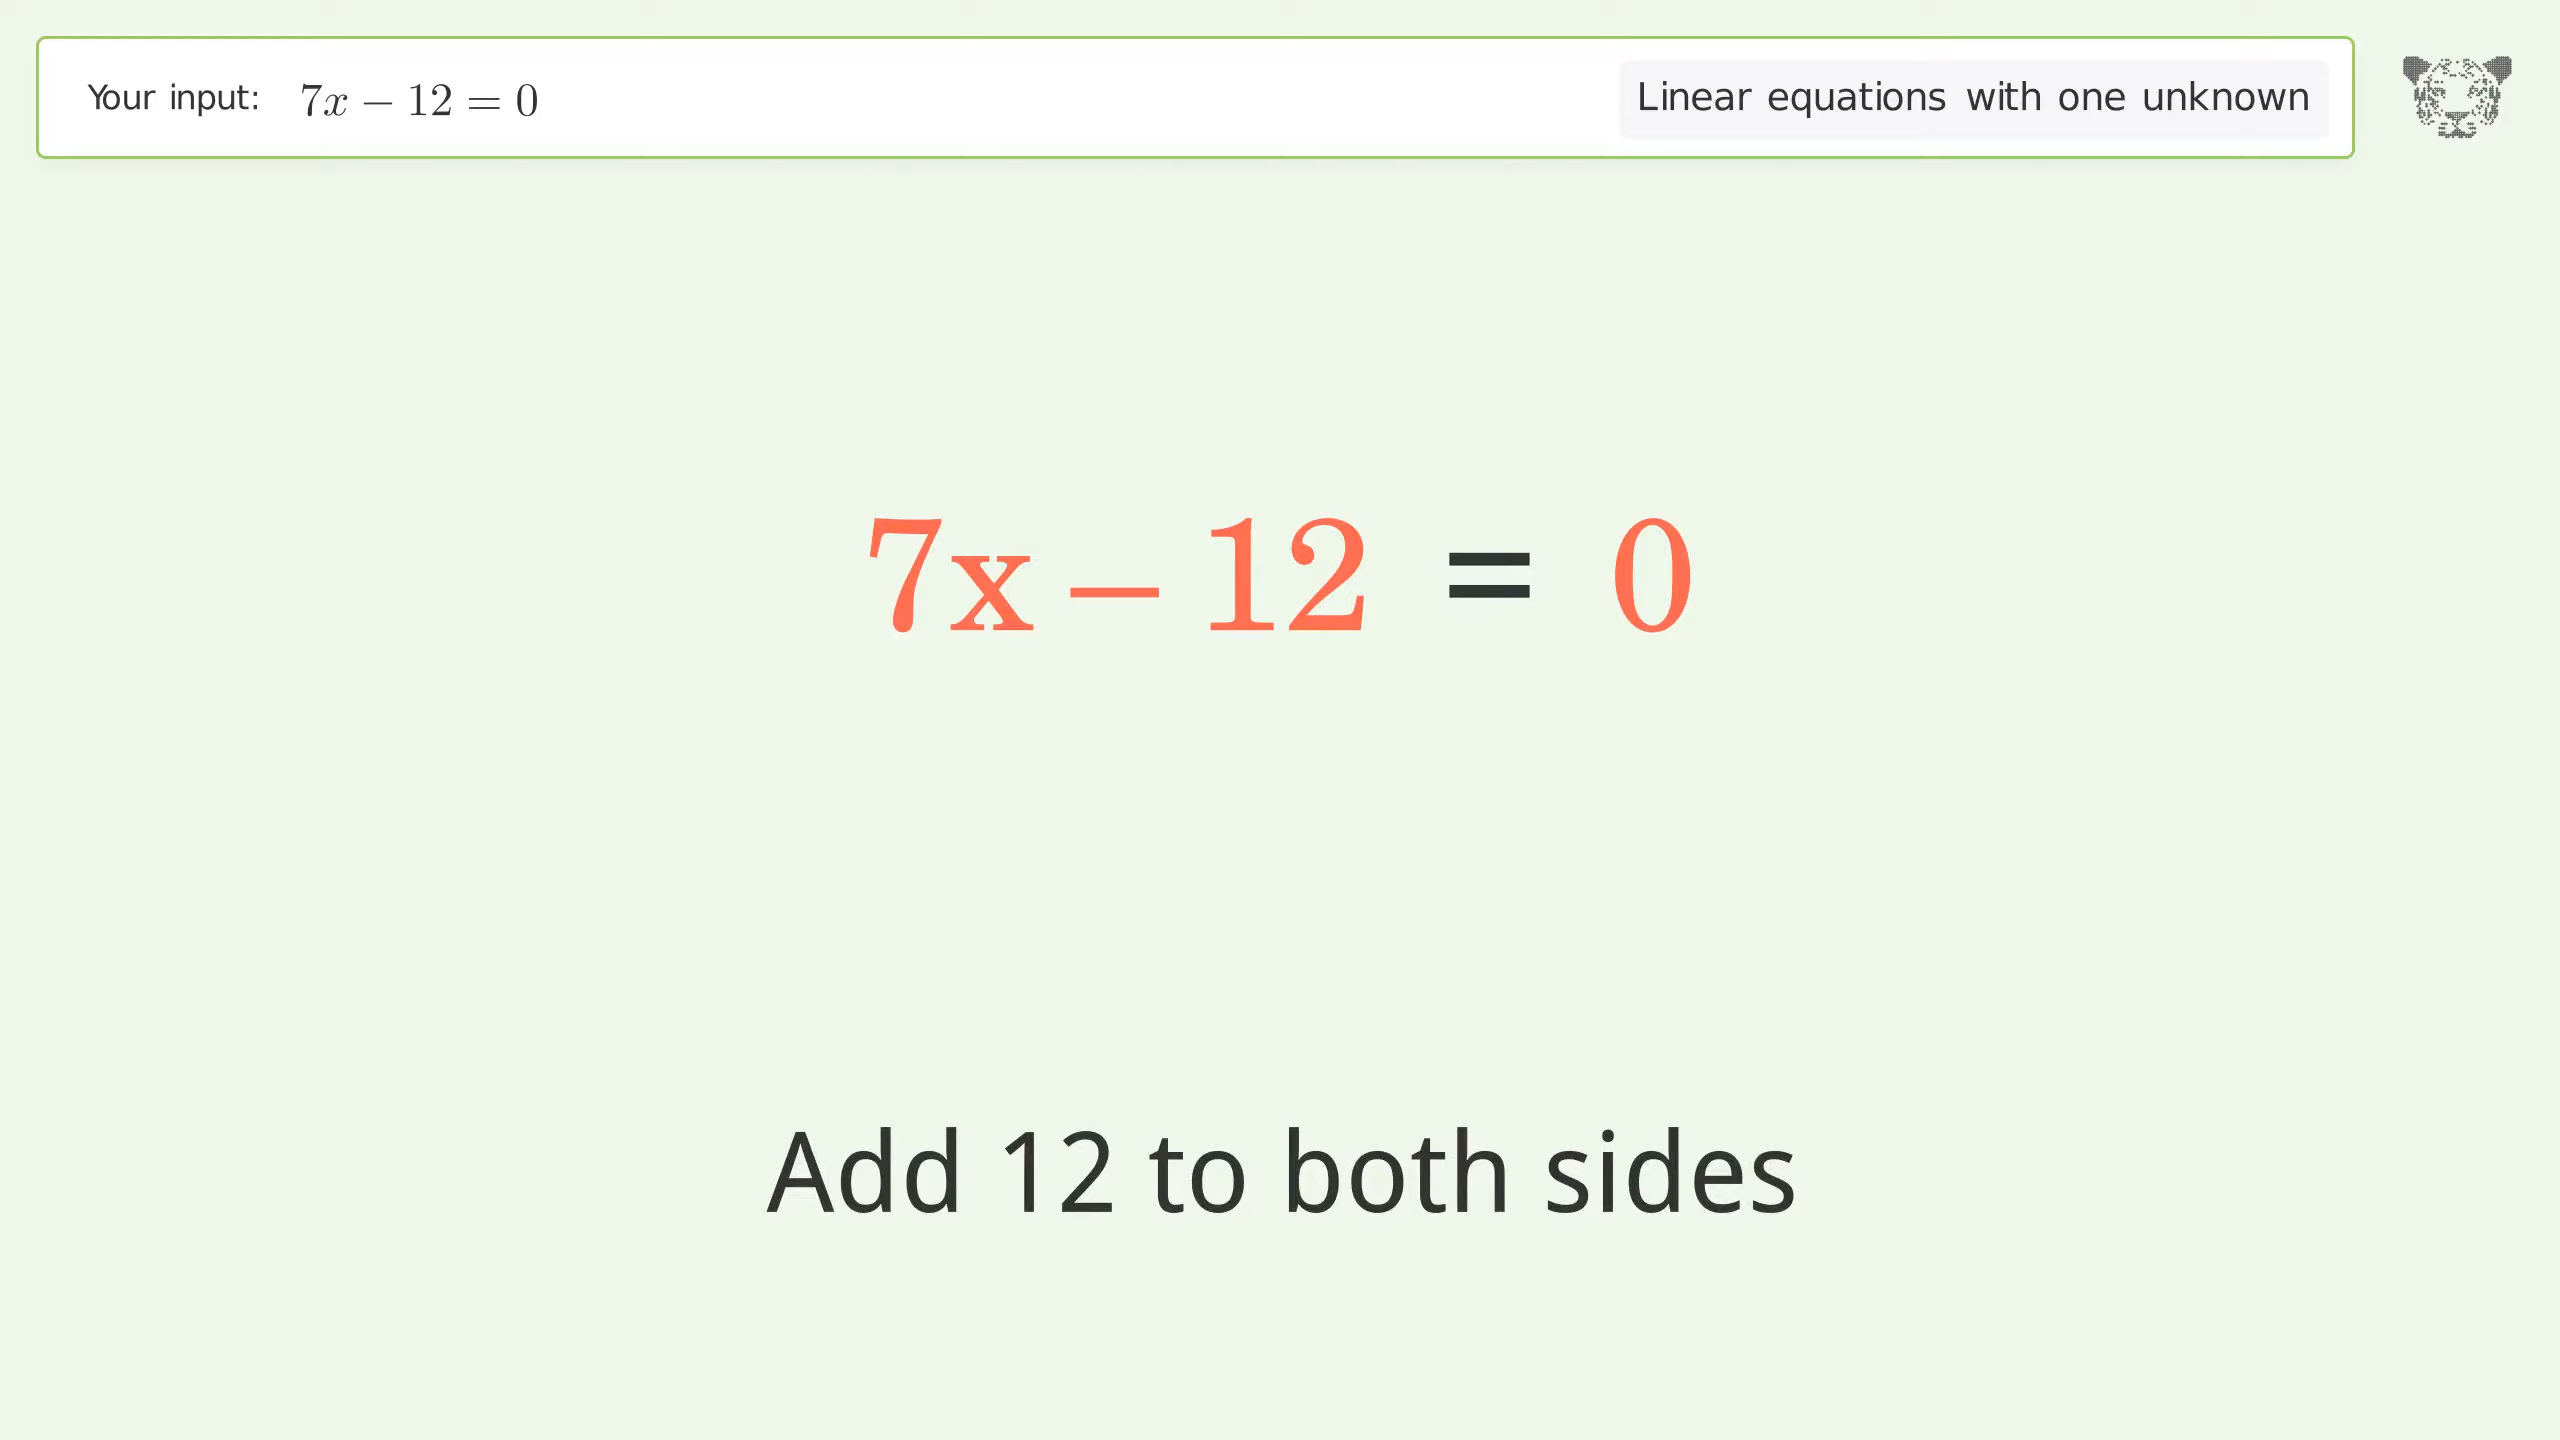 Your input: 7x − 12 = 0
Linear equations with one unknown
7x − 12 = 0
Add 12 to both sides